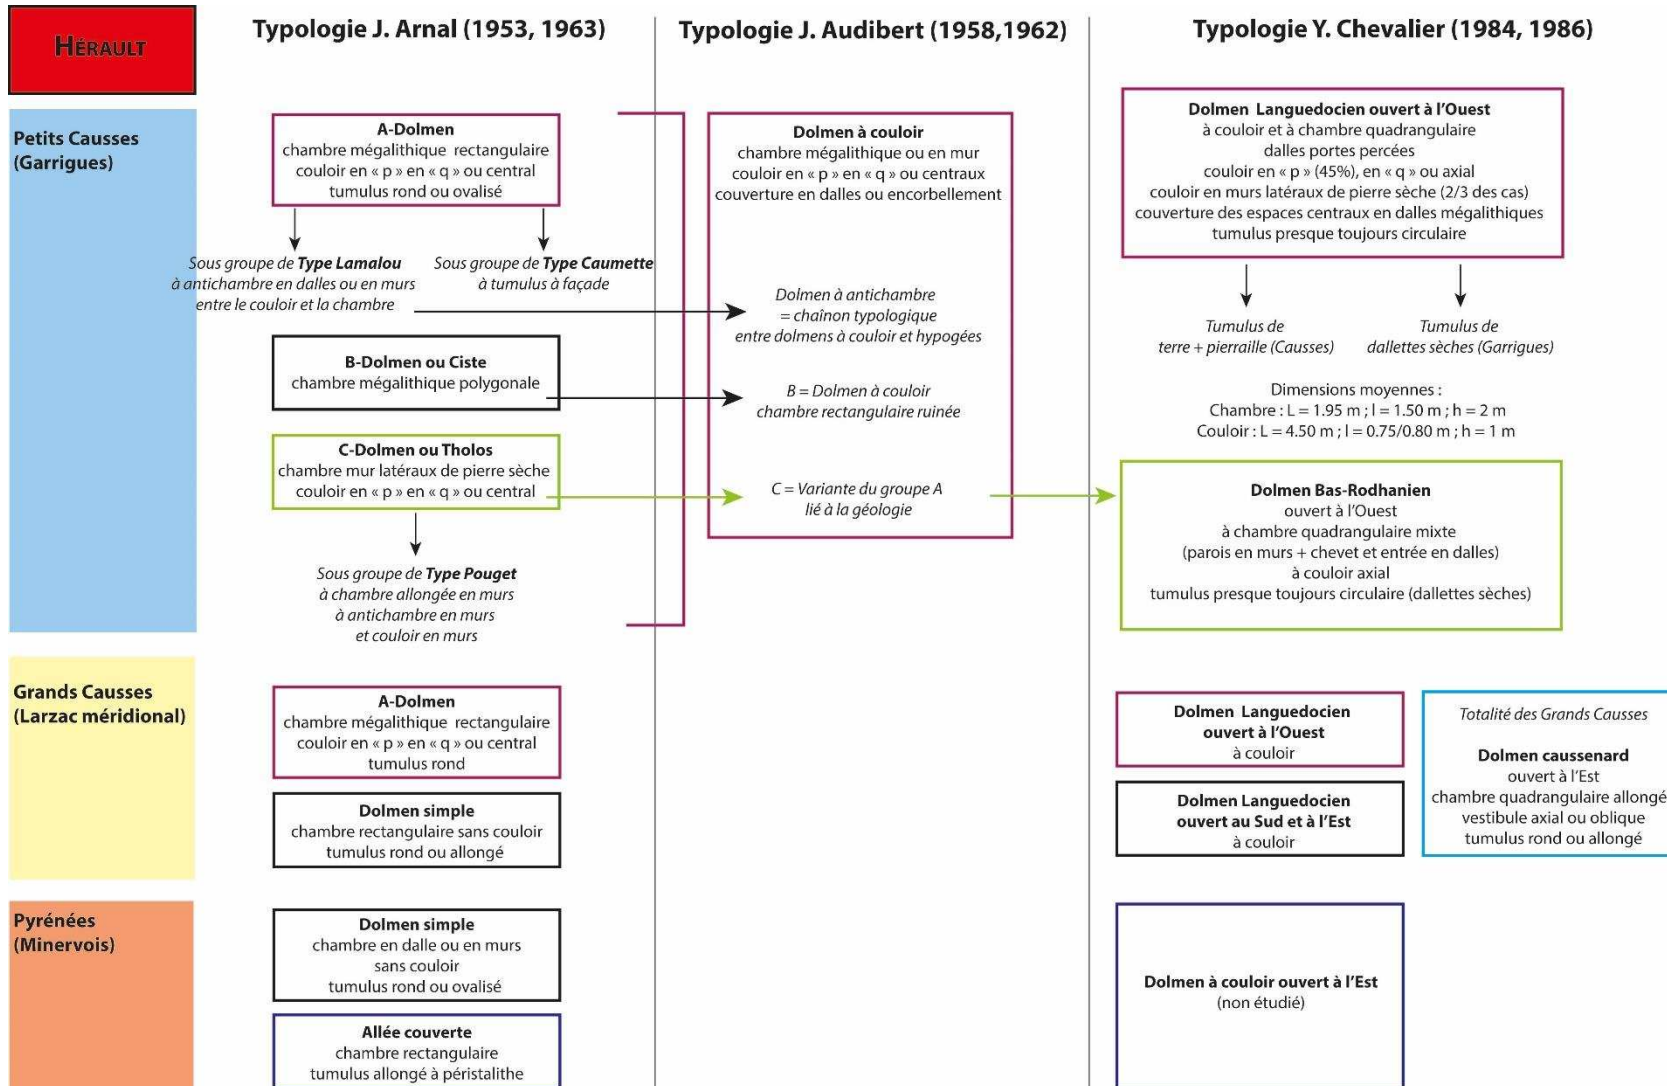 HÉRAULT
Typologie J. Arnal (1953, 1963)
Typologie J. Audibert (1958,1962)
Typologie Y. Chevalier (1984, 1986)
Petits Causses
(Garrigues)
A-Dolmen
chambre mégalithique rectangulaire
couloir en « p » en « q » ou central
tumulus rond ou ovalisé
Sous groupe de Type Lamalou
à antichambre en dalles ou en murs
entre le couloir et la chambre
Sous groupe de Type Caumette
à tumulus à façade
B-Dolmen ou Ciste
chambre mégalithique polygonale
C-Dolmen ou Tholos
chambre mur latéraux de pierre sèche
couloir en « p » en « q » ou central
Sous groupe de Type Pouget
à chambre allongée en murs
à antichambre en murs
et couloir en murs
Dolmen à couloir
chambre mégalithique ou en mur
couloir en « p » en « q » ou centraux
couverture en dalles ou encorbellement
Dolmen à antichambre
= chaînon typologique
entre dolmens à couloir et hypogées
B = Dolmen à couloir
chambre rectangulaire ruinée
C = Variante du groupe A
lié à la géologie
Dolmen Languedocien ouvert à l'Ouest
à couloir et à chambre quadrangulaire
dalles portes percées
couloir en « p » (45%), en « q » ou axial
couloir en murs latéraux de pierre sèche (2/3 des cas)
couverture des espaces centraux en dalles mégalithiques
tumulus presque toujours circulaire
Tumulus de
terre + pierraille (Causses)
Tumulus de
dallettes sèches (Garrigues)
Dimensions moyennes :
Chambre : L = 1.95 m ; l = 1.50 m ; h = 2 m
Couloir : L = 4.50 m ; l = 0.75/0.80 m ; h = 1 m
Dolmen Bas-Rodhanien
ouvert à l'Ouest
à chambre quadrangulaire mixte
(parois en murs + chevet et entrée en dalles)
à couloir axial
tumulus presque toujours circulaire (dallettes sèches)
Grands Causses
(Larzac méridional)
A-Dolmen
chambre mégalithique rectangulaire
couloir en « p » en « q » ou central
tumulus rond
Dolmen simple
chambre rectangulaire sans couloir
tumulus rond ou allongé
Dolmen Languedocien
ouvert à l'Ouest
à couloir
Dolmen Languedocien
ouvert au Sud et à l'Est
à couloir
Totalité des Grands Causses
Dolmen caussenard
ouvert à l'Est
chambre quadrangulaire allongé
vestibule axial ou oblique
tumulus rond ou allongé
Pyrénées
(Minervois)
Dolmen simple
chambre en dalle ou en murs
sans couloir
tumulus rond ou ovalisé
Allée couverte
chambre rectangulaire
tumulus allongé à péristalithe
Dolmen à couloir ouvert à l'Est
(non étudié)